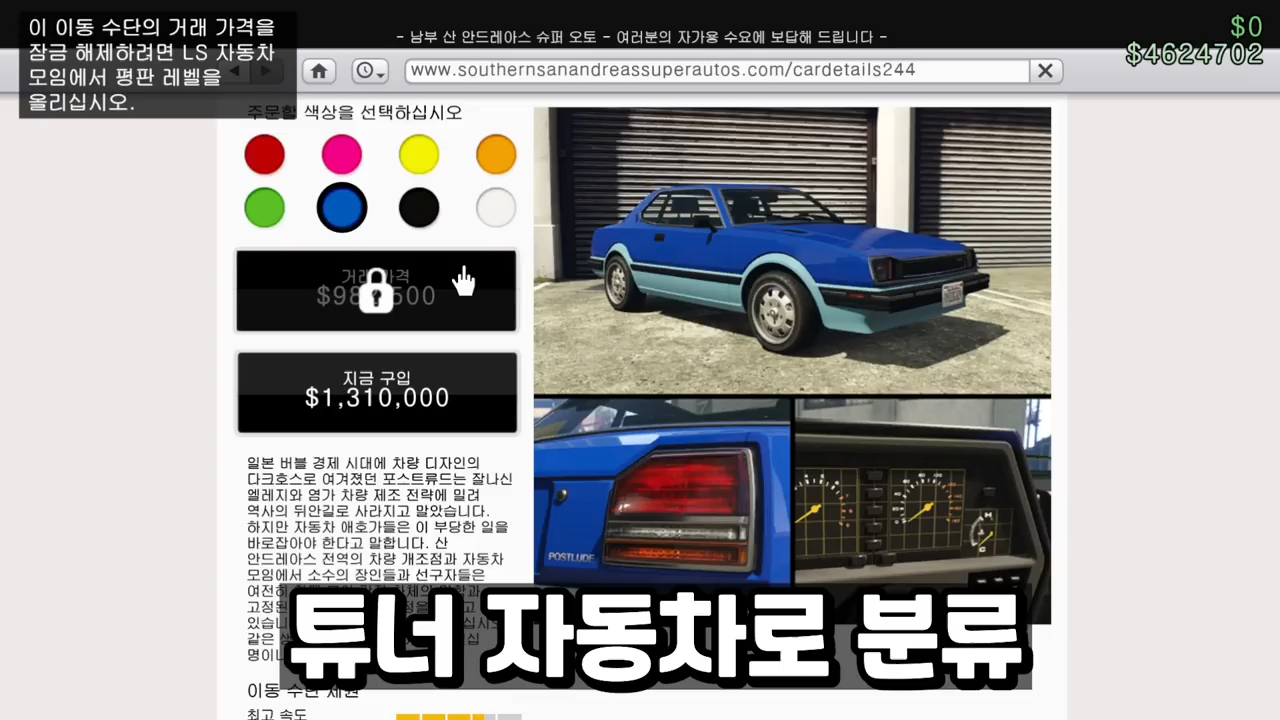 이 이동 수단의 거래 가격을
잠금 해제하려면 LS 자동차
모임에서 평판 레벨을
올리십시오.
- 남부 산 안드레아스 슈퍼 오토 - 여러분의 자가용 수요에 보답해 드립니다 -
$0
$4624702
www.southernsanandreassuperautos.com/cardetails244
주문할 색상을 선택하십시오
지금 구입
$1,310,000
일본 버블 경제 시대에 차량 디자인의
다크호스로 여겨졌던 포스트류드는 잘나신
엘레지와 염가 차량 제조 전략에 밀려
역사의 뒤안길로 사라지고 말았습니다.
하지만 자동차 애호가들은 이 부당한 일을
바로잡아야 한다고 말합니다. 산
안드레아스 전역의 차량 개조점과 자동차
모임에서 소수의 장인들과 선구자들은
여전히
POSTLUDE
튜너 자동차로 분류
이동 수단 제원
최고 속도